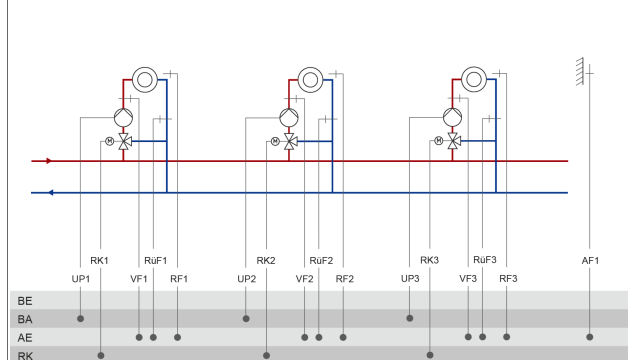 M M M
RK1 RüF1 RK2 RüF2 RK3 RüF3 AF1
UP1 VF1 RF1 UP2 VF2 RF2 UP3 VF3 RF3
BE
BA
AE
RK